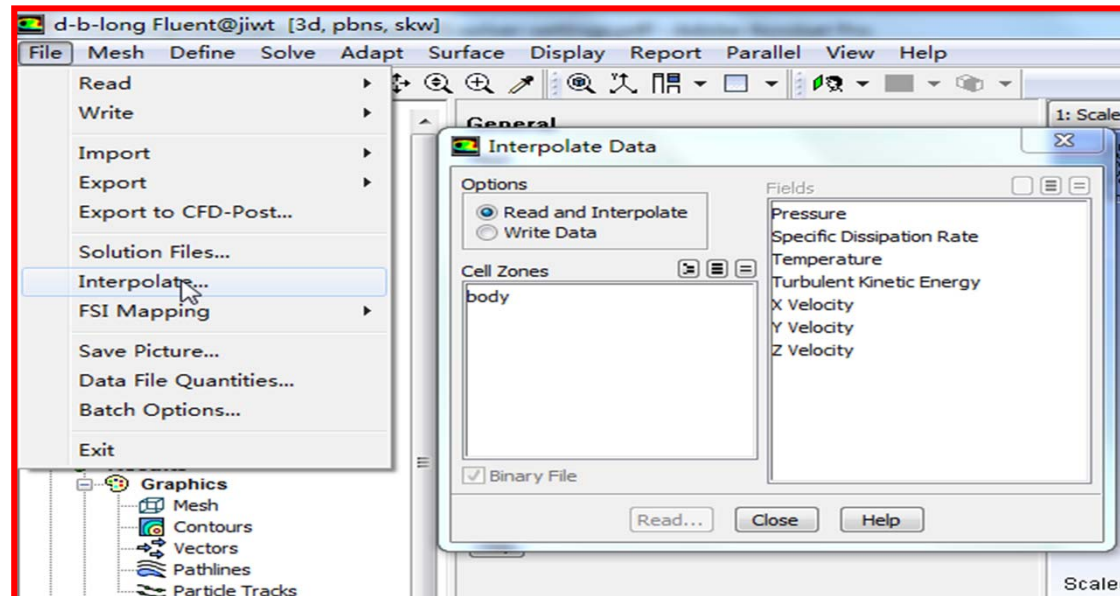 d-b-long Fluent@jiwt [3d, pbns, skw]
File Mesh Define Solve Adapt Surface Display Report Parallel View Help
Read
Write
Import
Export
Export to CFD-Post...
Solution Files...
Interpolate...
FSI Mapping
Save Picture...
Data File Quantities...
Batch Options...
Exit
Graphics
Mesh
Contours
Vectors
Pathlines
Particle Tracks
General
1: Scale
Interpolate Data
Options
Read and Interpolate
Write Data
Cell Zones
body
Binary File
Fields
Pressure
Specific Dissipation Rate
Temperature
Turbulent Kinetic Energy
X Velocity
Y Velocity
Z Velocity
Read... Close Help
Scale